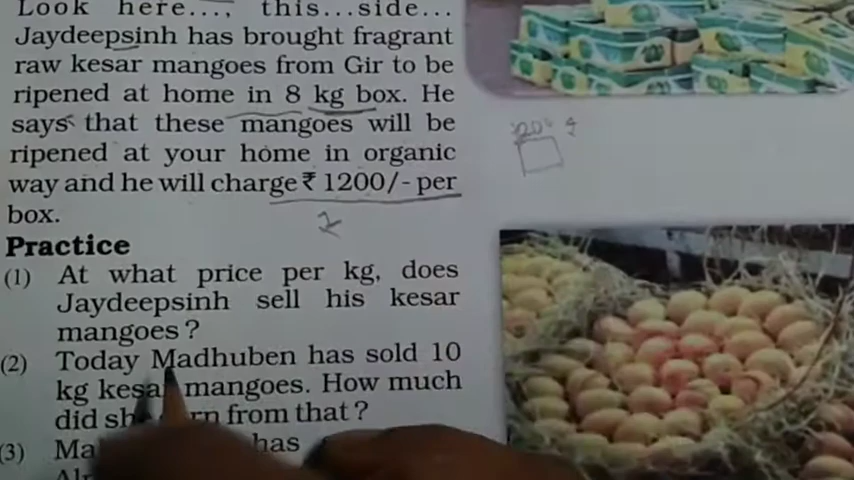 Look here..., this...side...
Jaydeepsinh has brought fragrant
raw kesar mangoes from Gir to be
ripened at home in 8 kg box. He
says that these mangoes will be
ripened at your home in organic
way and he will charge ₹ 1200/- per
box.
Practice
(1) At what price per kg, does
Jaydeepsinh sell his kesar
mangoes ?
(2) Today Madhuben has sold 10
kg kesar mangoes. How much
did she earn from that ?
(3) has